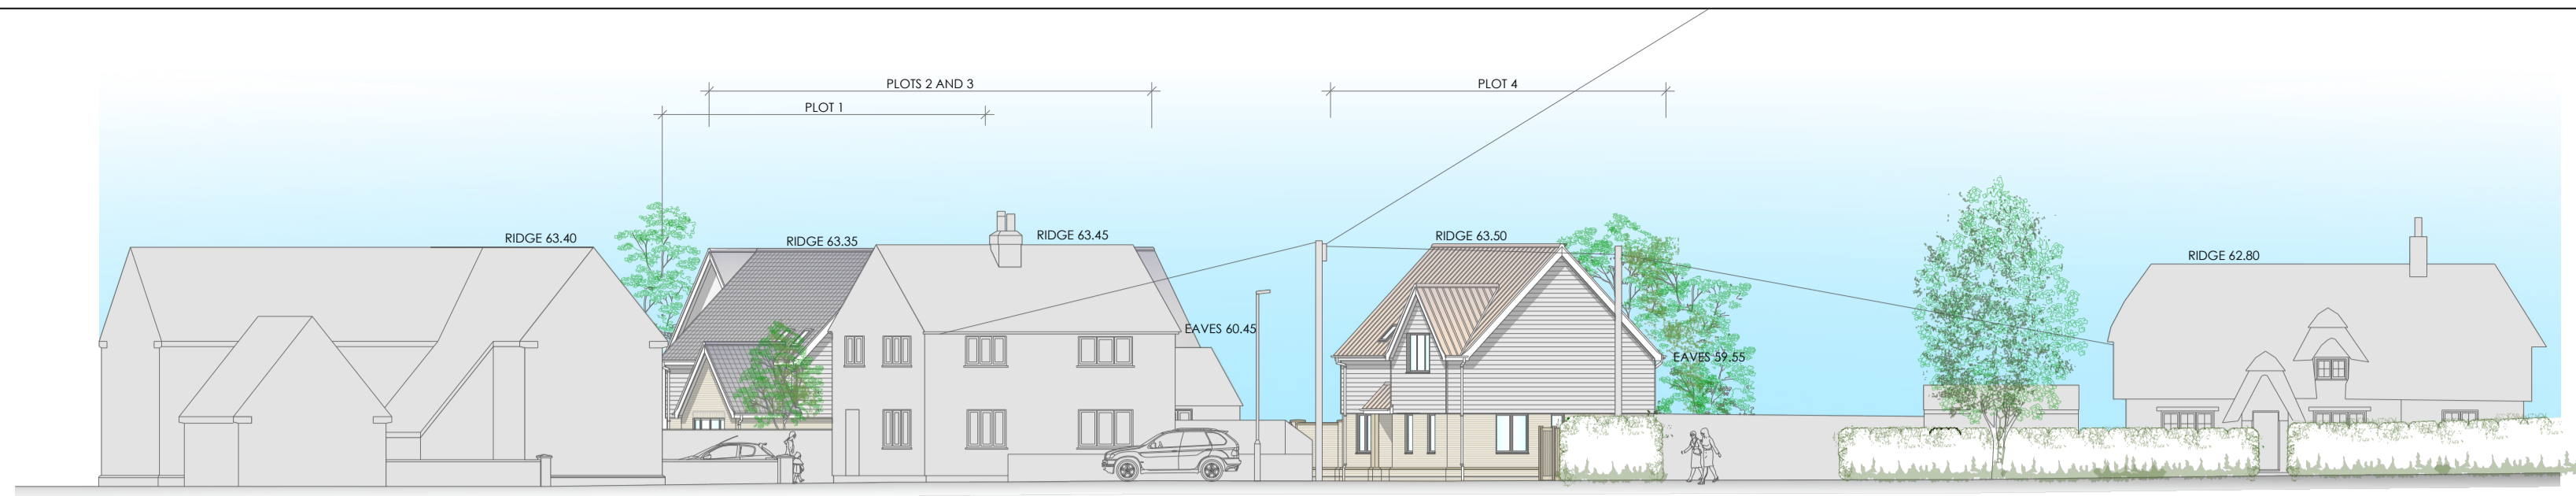 PLOTS 2 AND 3
PLOT 4
PLOT 1
RIDGE 63.40
RIDGE 63.35
RIDGE 63.45
RIDGE 63.50
RIDGE 62.80
EAVES 60.45
EAVES 59.55